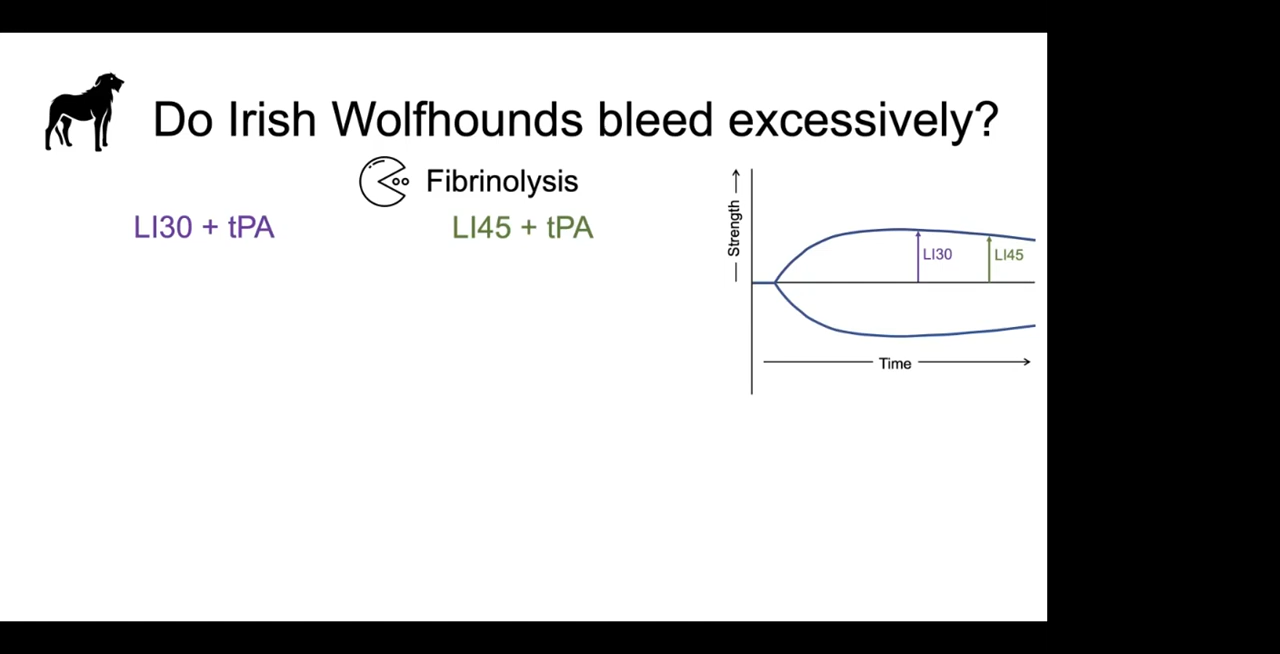 Do Irish Wolfhounds bleed excessively?
Fibrinolysis
LI30 + tPA
LI45 + tPA
Strength
LI30
LI45
Time